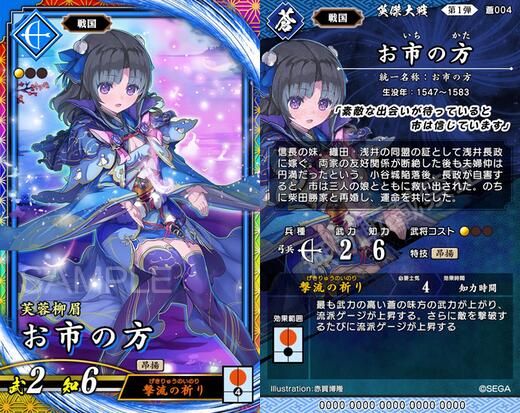 戦国
SAMPLE
芙蓉柳眉
お市の方
昂揚
武2 知6
げきりゅうのいのり
撃流の祈り
4
蒼
戦国
英傑大戦
第1弾
蒼004
いち かた
お市の方
統一名称：お市の方
生没年：1547～1583
「素敵な出会いが待っていると
市は信じています」
信長の妹。織田・浅井の同盟の証として浅井長政
に嫁ぐ。両家の友好関係が断絶した後も夫婦仲は
円満だったという。小谷城陥落後、長政が自害す
ると、市は三人の娘とともに救い出された。のち
に柴田勝家と再婚し、運命を共にした。
兵種 武力 知力 武将コスト
弓兵 2 6 特技 昂揚
げきりゅうのいのり 必要士気 効果時間
撃流の祈り 4 知力時間
効果範囲
最も武力の高い蒼の味方の武力が上がり、
流派ゲージが上昇する。さらに敵を撃破す
るたびに流派ゲージが上昇する
Illustration:赤賀博隆
©SEGA
0000 0000 0000 0000 0000